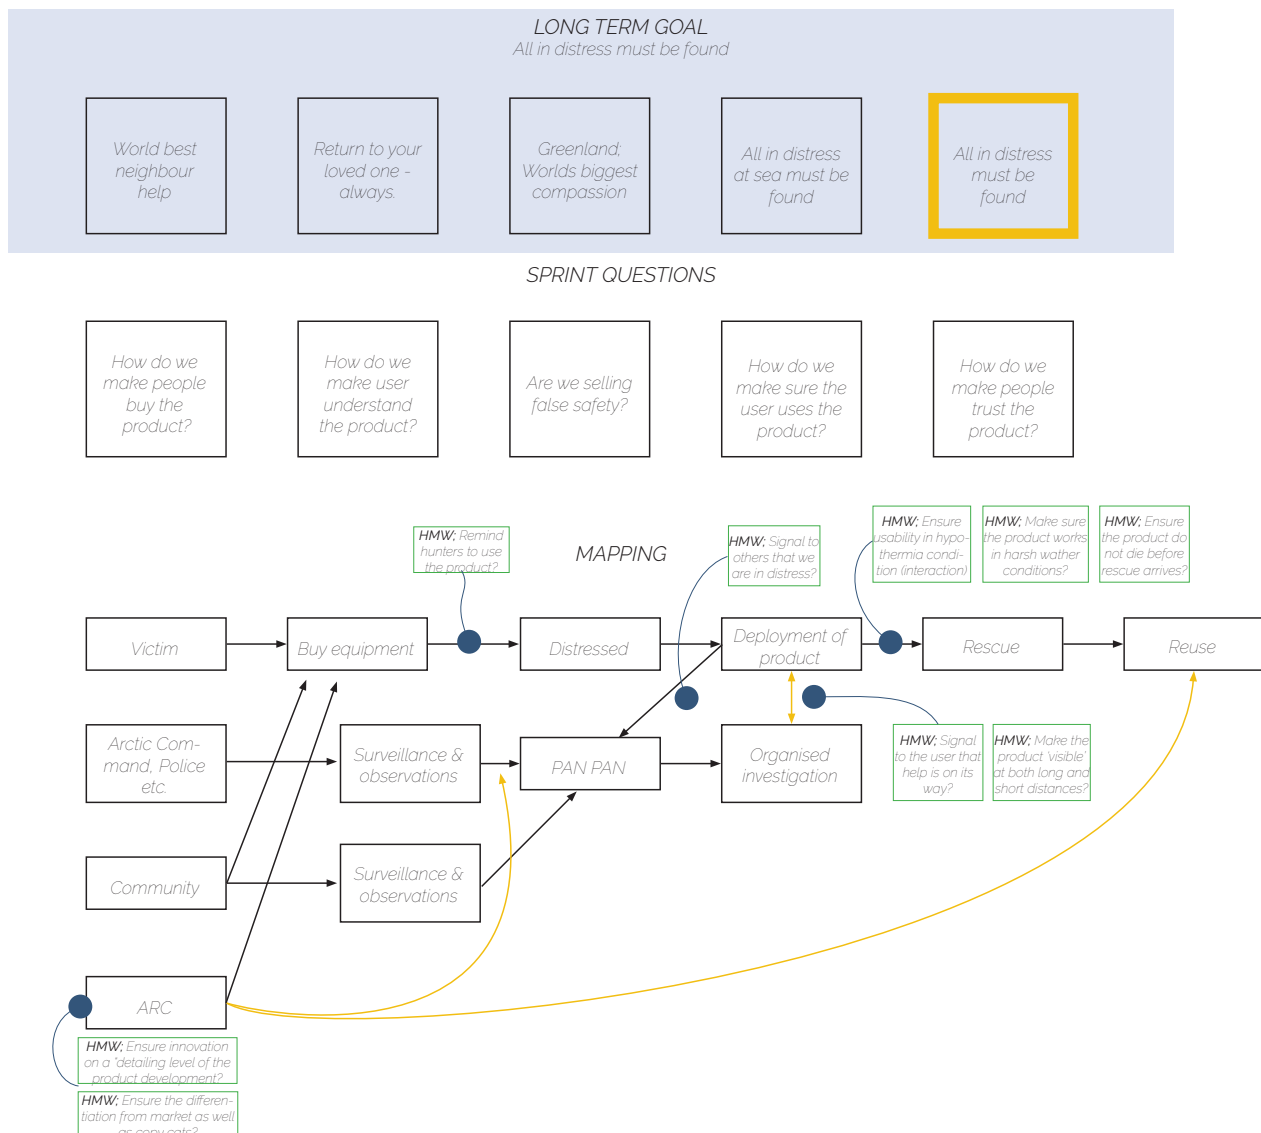 LONG TERM GOAL
All in distress must be found
World best
neighbour
help
Return to your
loved one -
always.
Greenland;
Worlds biggest
compassion
All in distress
at sea must be
found
All in distress
must be
found
SPRINT QUESTIONS
How do we
make people
buy the
product?
How do we
make user
understand
the product?
Are we selling
false safety?
How do we
make sure the
user uses the
product?
How do we
make people
trust the
product?
MAPPING
HMW; Remind
hunters to use
the product?
HMW; Signal to
others that we
are in distress?
HMW; Ensure
usability in hypo-
thermia condi-
tion (interaction)
HMW; Make sure
the product works
in harsh wather
conditions?
HMW; Ensure
the product do
not die before
rescue arrives?
Victim
Buy equipment
Distressed
Deployment of
product
Rescue
Reuse
Arctic Com-
mand, Police
etc.
Surveillance &
observations
PAN PAN
Organised
investigation
HMW; Signal
to the user that
help is on its
way?
HMW; Make the
product 'visible'
at both long and
short distances?
Community
Surveillance &
observations
ARC
HMW; Ensure innovation
on a "detailing level of the
product development?
HMW; Ensure the differen-
tiation from market as well
as copy cats?